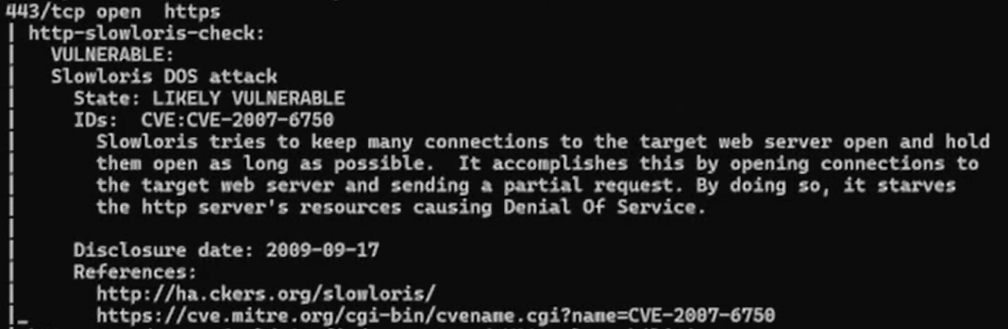 443/tcp open  https
| http-slowloris-check:
|   VULNERABLE:
|   Slowloris DOS attack
|     State: LIKELY VULNERABLE
|     IDs:  CVE:CVE-2007-6750
|       Slowloris tries to keep many connections to the target web server open and hold
|       them open as long as possible.  It accomplishes this by opening connections to
|       the target web server and sending a partial request. By doing so, it starves
|       the http server's resources causing Denial Of Service.
|
|     Disclosure date: 2009-09-17
|     References:
|       http://ha.ckers.org/slowloris/
|_      https://cve.mitre.org/cgi-bin/cvename.cgi?name=CVE-2007-6750